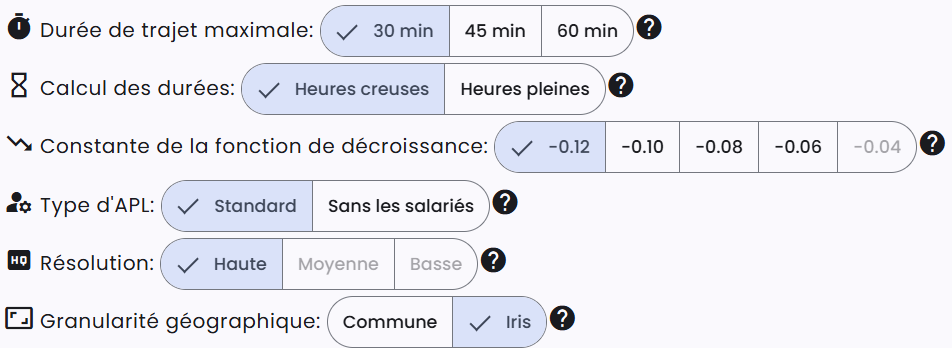 Durée de trajet maximale: 30 min 45 min 60 min ?
Calcul des durées: Heures creuses Heures pleines ?
Constante de la fonction de décroissance: -0.12 -0.10 -0.08 -0.06 -0.04 ?
Type d'APL: Standard Sans les salariés ?
HQ Résolution: Haute Moyenne Basse ?
Granularité géographique: Commune Iris ?